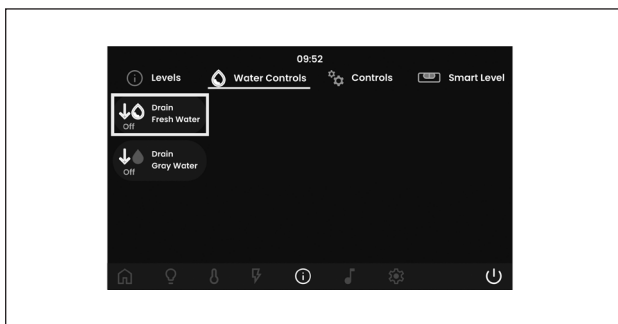 09:52
Levels Water Controls Controls Smart Level
Drain
Fresh Water
Off
Drain
Gray Water
Off